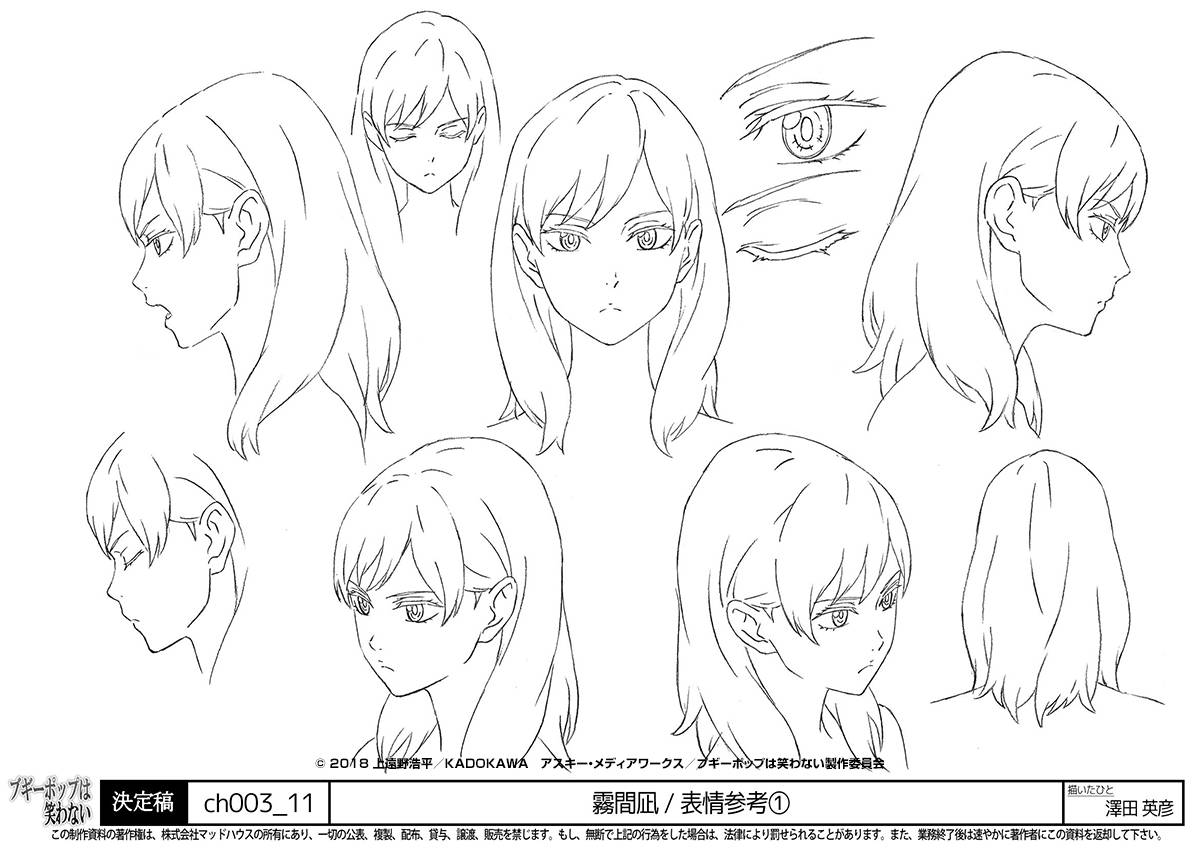 © 2018 上遠野浩平／KADOKAWA アスキー・メディアワークス／ブギーポップは笑わない製作委員会
ブギーポップは
笑わない
決定稿
ch003_11
霧間凪 / 表情参考①
描いたひと
澤田 英彦
この制作資料の著作権は、株式会社マッドハウスの所有にあり、一切の公表、複製、配布、貸与、譲渡、販売を禁じます。もし、無断で上記の行為をした場合は、法律により罰せられることがあります。また、業務終了後は速やかに著作者にこの資料を返却して下さい。